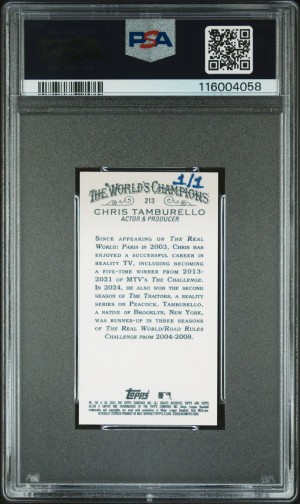 PSA
116004058
1/1
THE WORLD'S CHAMPIONS
213
CHRIS TAMBURELLO
ACTOR & PRODUCER
SINCE APPEARING ON THE REAL
WORLD: PARIS IN 2003, CHRIS HAS
ENJOYED A SUCCESSFUL CAREER IN
REALITY TV, INCLUDING BECOMING
A FIVE-TIME WINNER FROM 2013-
2021 OF MTV'S THE CHALLENGE.
IN 2024, HE ALSO WON THE SECOND
SEASON OF THE TRAITORS, A REALITY
SERIES ON PEACOCK. TAMBURELLO,
A NATIVE OF BROOKLYN, NEW YORK,
WAS RUNNER-UP IN THREE SEASONS
OF THE REAL WORLD/ROAD RULES
CHALLENGE FROM 2004-2008.
Topps